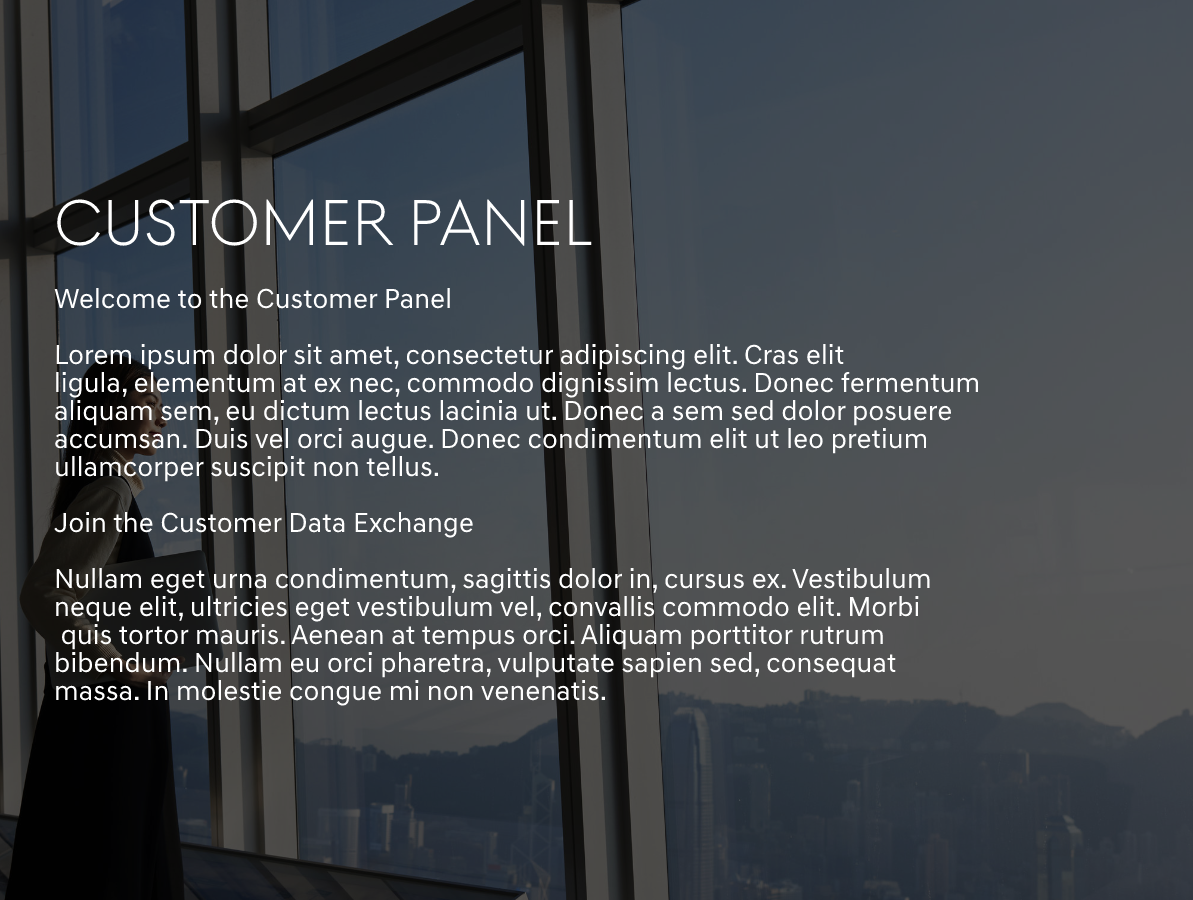 CUSTOMER PANEL
Welcome to the Customer Panel
Lorem ipsum dolor sit amet, consectetur adipiscing elit. Cras elit
ligula, elementum at ex nec, commodo dignissim lectus. Donec fermentum
aliquam sem, eu dictum lectus lacinia ut. Donec a sem sed dolor posuere
accumsan. Duis vel orci augue. Donec condimentum elit ut leo pretium
ullamcorper suscipit non tellus.
Join the Customer Data Exchange
Nullam eget urna condimentum, sagittis dolor in, cursus ex. Vestibulum
neque elit, ultricies eget vestibulum vel, convallis commodo elit. Morbi
quis tortor mauris. Aenean at tempus orci. Aliquam porttitor rutrum
bibendum. Nullam eu orci pharetra, vulputate sapien sed, consequat
massa. In molestie congue mi non venenatis.